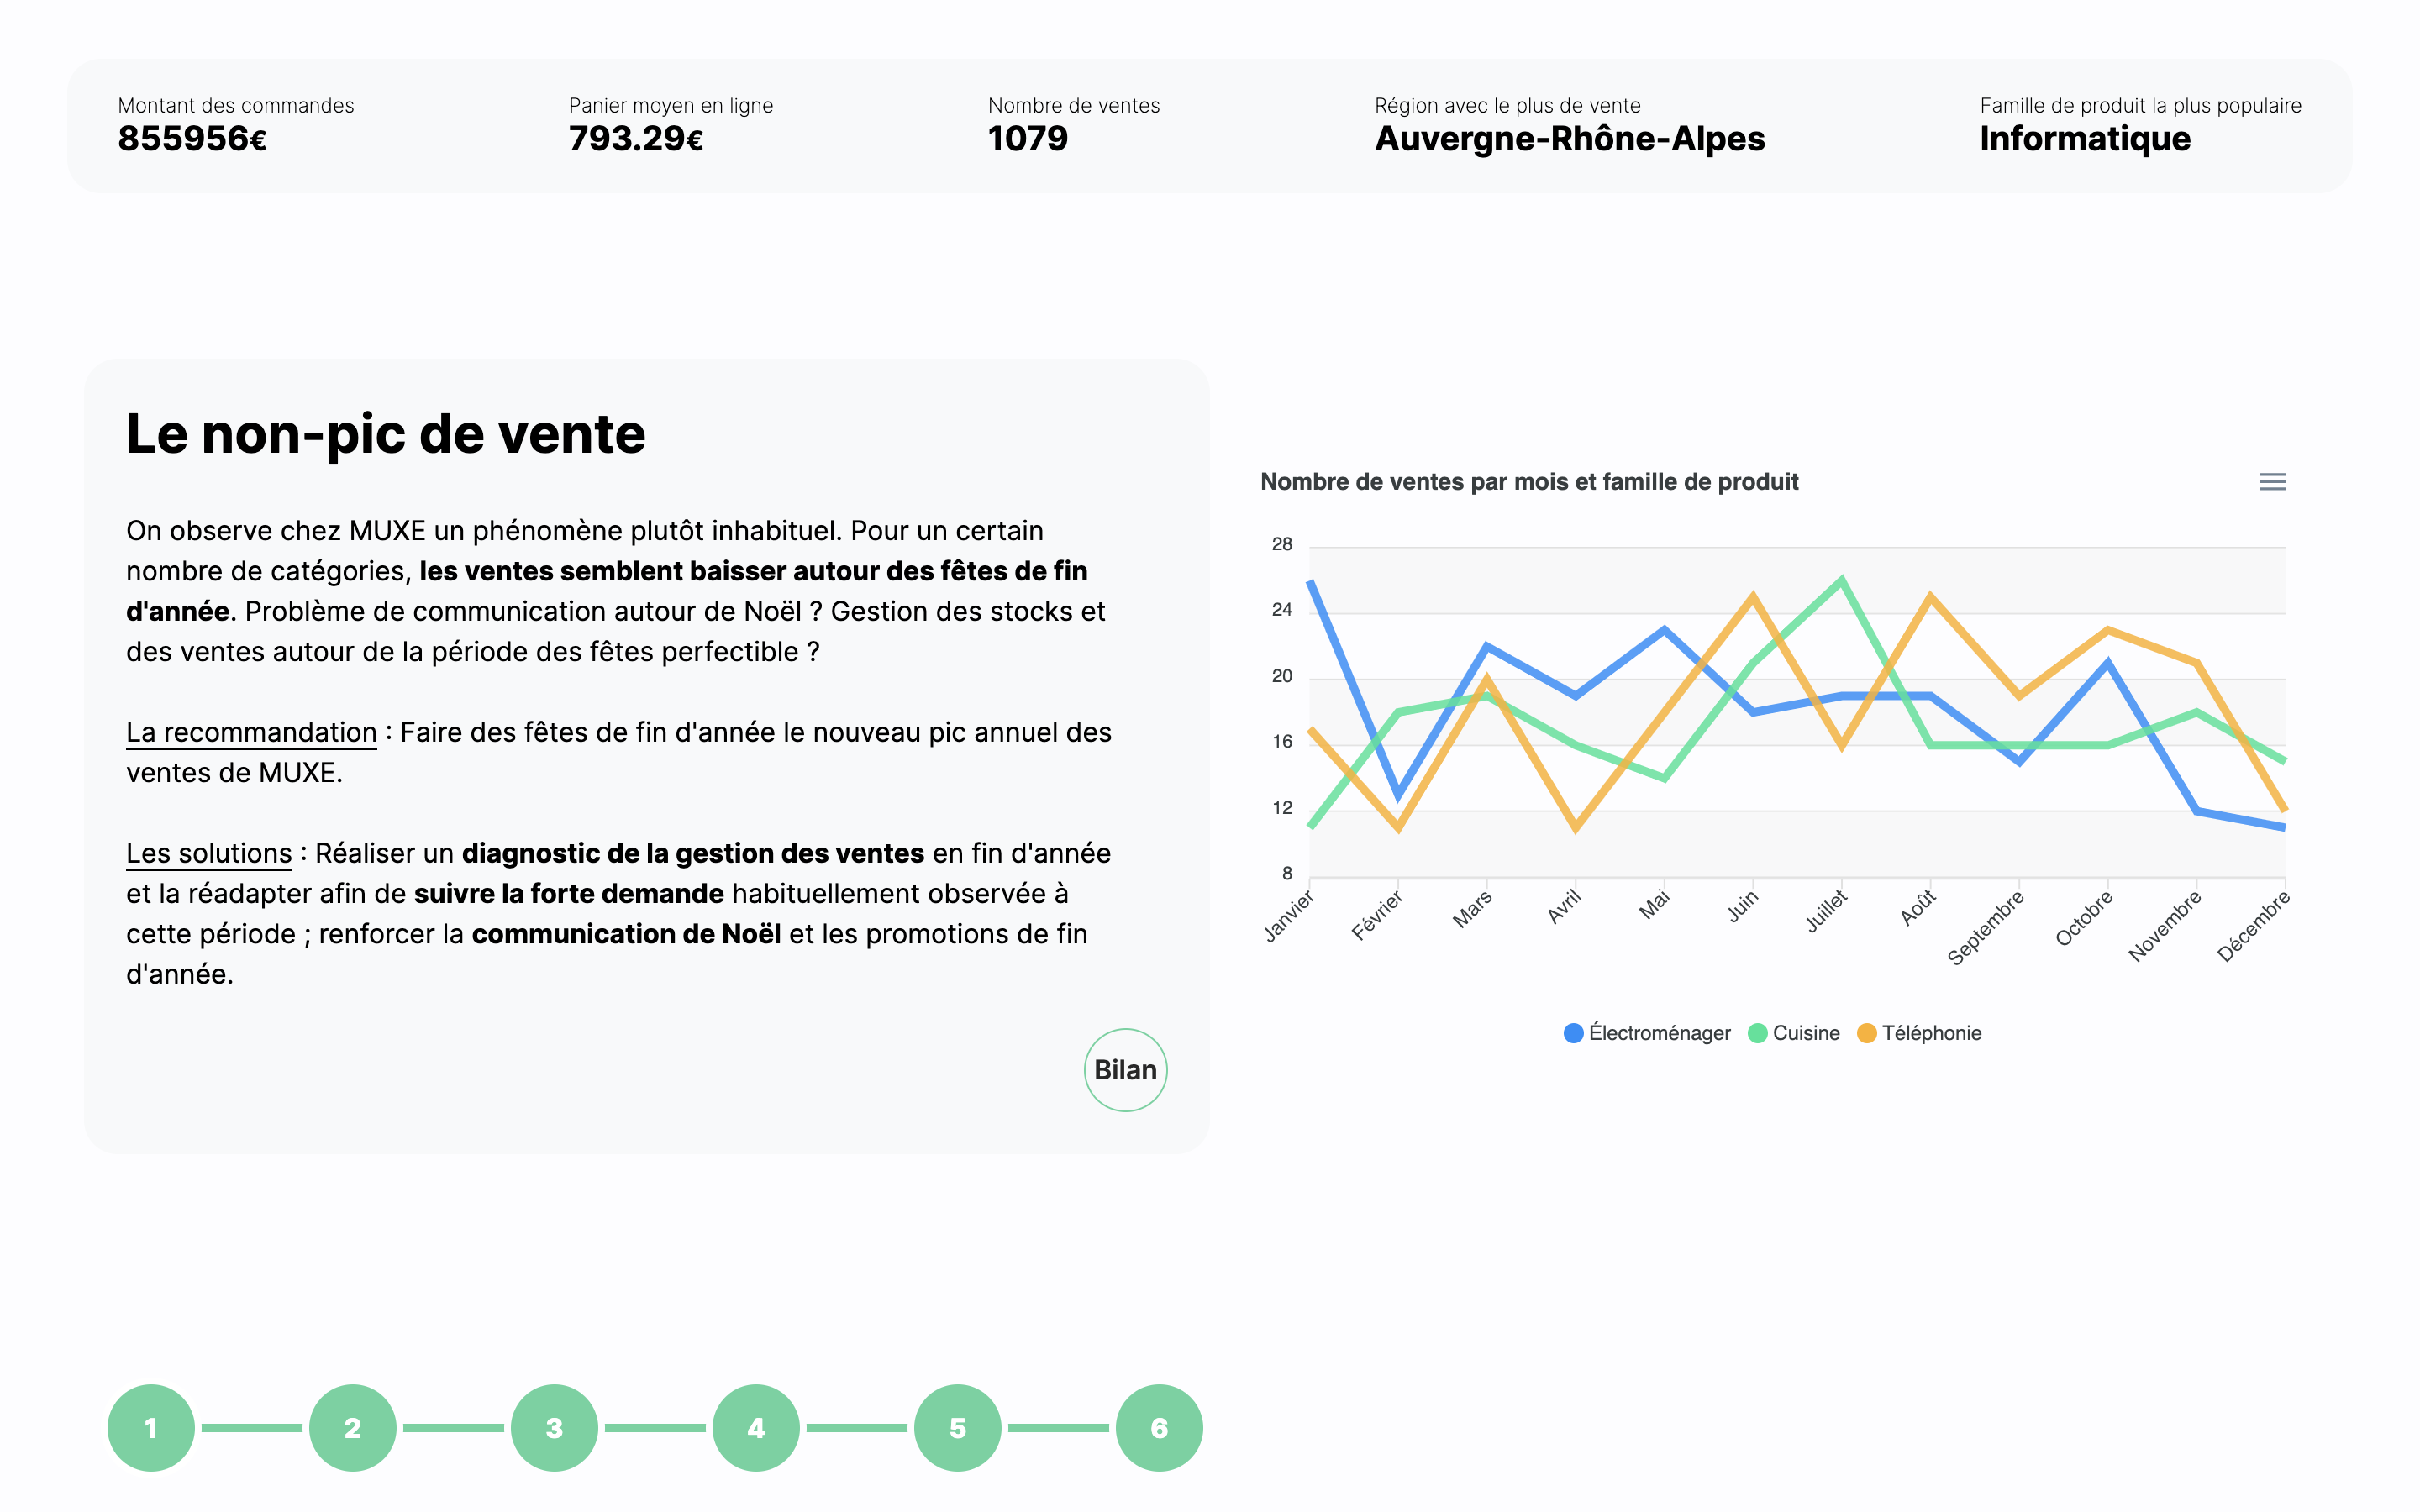 Montant des commandes
855956€
Panier moyen en ligne
793.29€
Nombre de ventes
1079
Région avec le plus de vente
Auvergne-Rhône-Alpes
Famille de produit la plus populaire
Informatique
Le non-pic de vente
On observe chez MUXE un phénomène plutôt inhabituel. Pour un certain
nombre de catégories, les ventes semblent baisser autour des fêtes de fin
d'année. Problème de communication autour de Noël ? Gestion des stocks et
des ventes autour de la période des fêtes perfectible ?
La recommandation : Faire des fêtes de fin d'année le nouveau pic annuel des
ventes de MUXE.
Les solutions : Réaliser un diagnostic de la gestion des ventes en fin d'année
et la réadapter afin de suivre la forte demande habituellement observée à
cette période ; renforcer la communication de Noël et les promotions de fin
d'année.
Bilan
Nombre de ventes par mois et famille de produit
28
24
20
16
12
8
Janvier
Février
Mars
Avril
Mai
Juin
Juillet
Août
Septembre
Octobre
Novembre
Décembre
Électroménager
Cuisine
Téléphonie
1
2
3
4
5
6